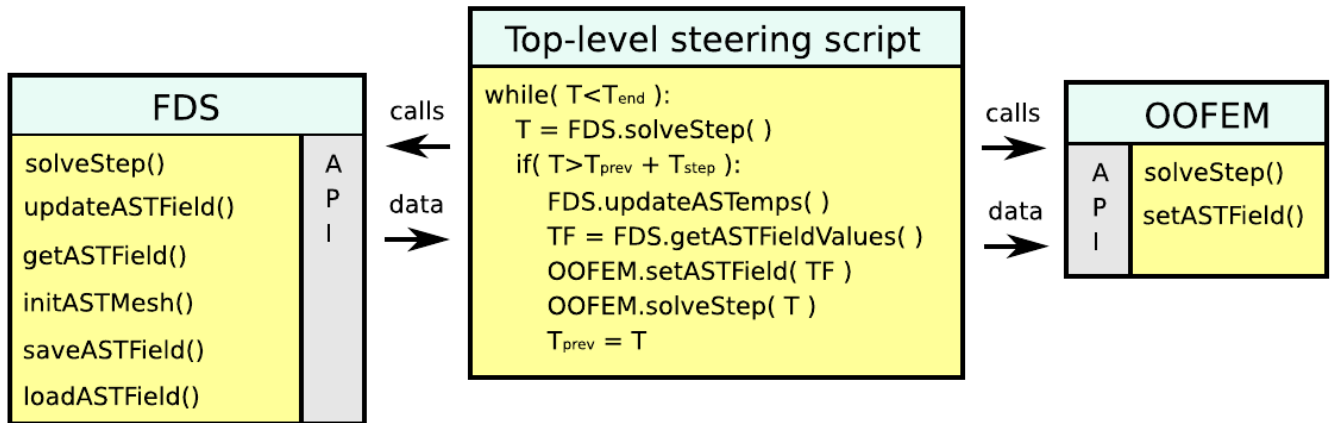 FDS
solveStep()
updateASTField()
getASTField()
initASTMesh()
saveASTField()
loadASTField()
A
P
I
calls
data
Top-level steering script
while( T<Tend ):
T = FDS.solveStep( )
if( T>Tprev + Tstep ):
FDS.updateASTemps( )
TF = FDS.getASTFieldValues( )
OOFEM.setASTField( TF )
OOFEM.solveStep( T )
Tprev = T
calls
data
OOFEM
A
P
I
solveStep()
setASTField()